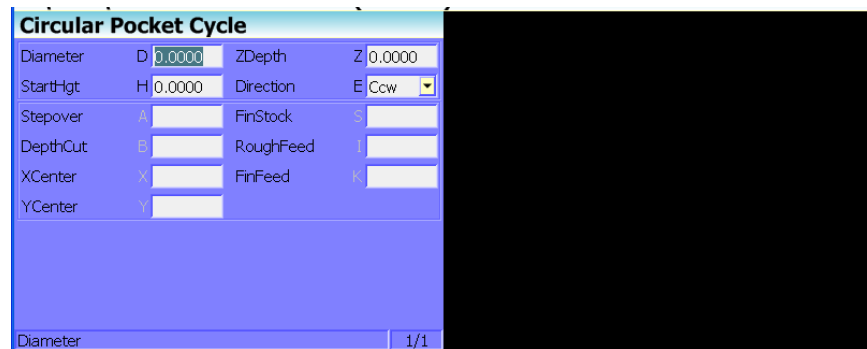 Circular Pocket Cycle
Diameter D 0.0000 ZDepth Z 0.0000
StartHgt H 0.0000 Direction E Ccw
Stepover A FinStock S
DepthCut B RoughFeed I
XCenter X FinFeed K
YCenter Y
Diameter 1/1